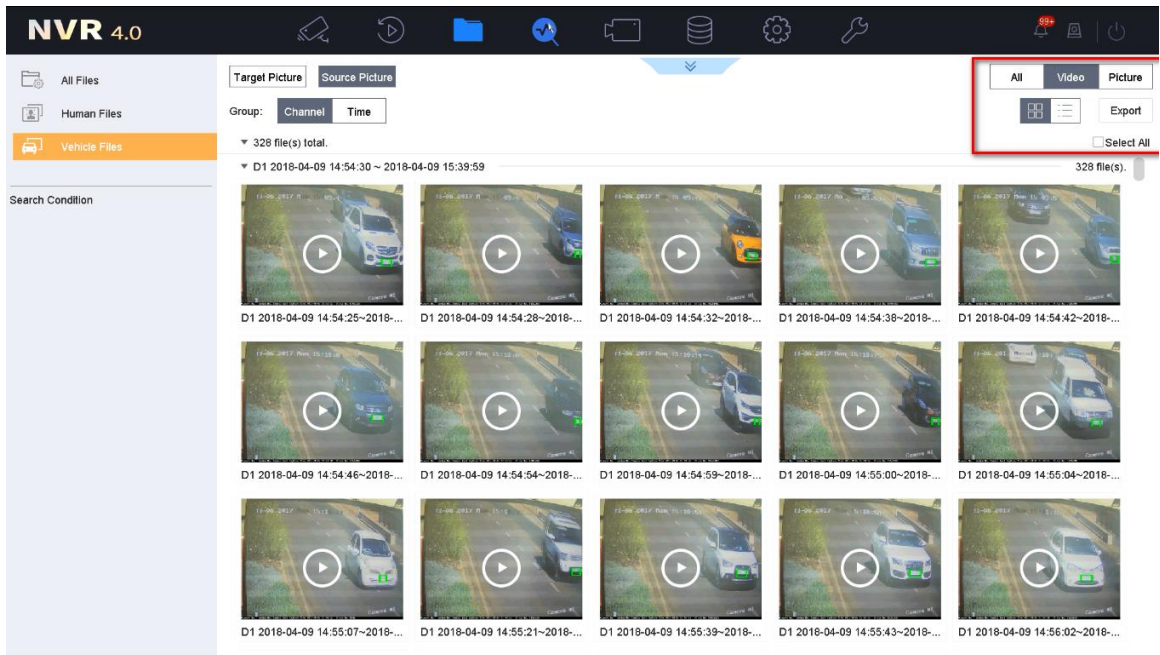 NVR 4.0
99+
All Files
Human Files
Vehicle Files
Search Condition
Target Picture Source Picture
All Video Picture
Group: Channel Time
Export
328 file(s) total.
Select All
D1 2018-04-09 14:54:30 ~ 2018-04-09 15:39:59
328 file(s).
D1 2018-04-09 14:54:25~2018-... D1 2018-04-09 14:54:28~2018-... D1 2018-04-09 14:54:32~2018-... D1 2018-04-09 14:54:38~2018-... D1 2018-04-09 14:54:42~2018-...
D1 2018-04-09 14:54:46~2018-... D1 2018-04-09 14:54:54~2018-... D1 2018-04-09 14:54:59~2018-... D1 2018-04-09 14:55:00~2018-... D1 2018-04-09 14:55:04~2018-...
D1 2018-04-09 14:55:07~2018-... D1 2018-04-09 14:55:21~2018-... D1 2018-04-09 14:55:39~2018-... D1 2018-04-09 14:55:43~2018-... D1 2018-04-09 14:56:02~2018-...